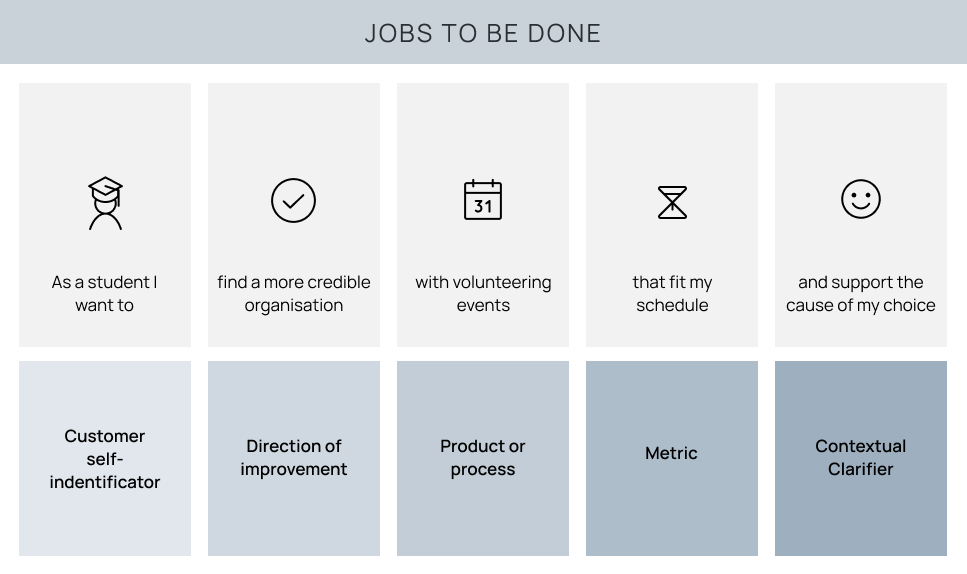 JOBS TO BE DONE
As a student I
want to
find a more credible
organisation
31
with volunteering
events
that fit my
schedule
and support the
cause of my choice
Customer
self-
indentificator
Direction of
improvement
Product or
process
Metric
Contextual
Clarifier